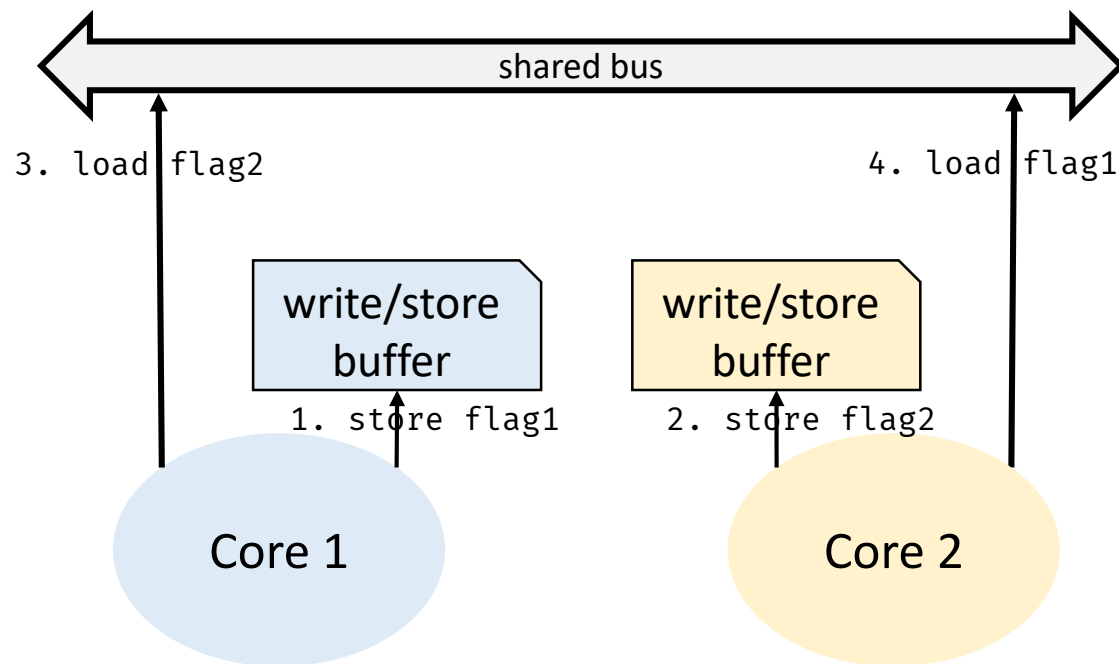 shared bus
3. load flag2
4. load flag1
write/store
buffer
write/store
buffer
1. store flag1
2. store flag2
Core 1
Core 2